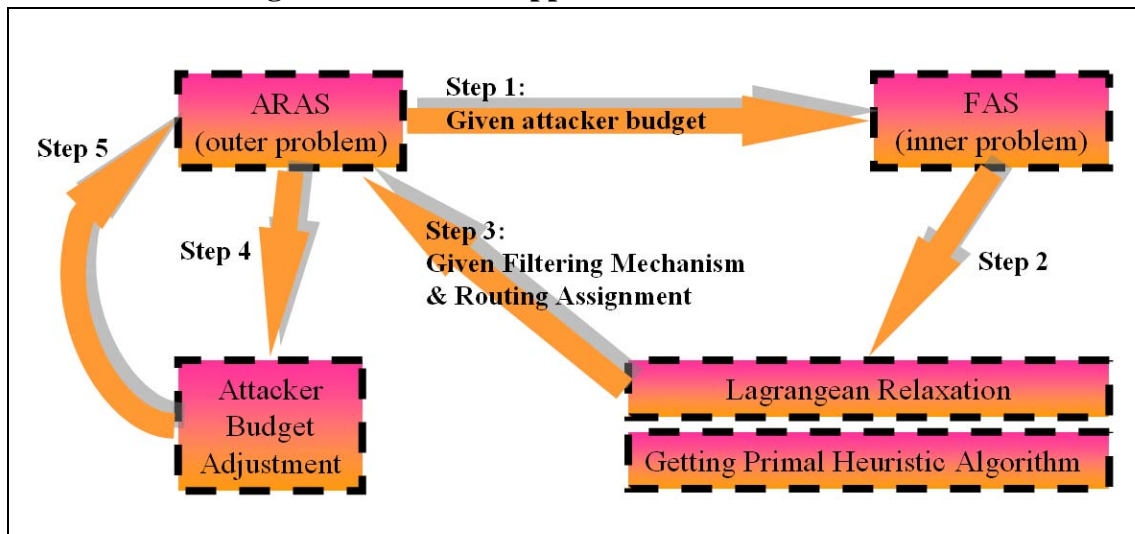 Step 1:
Given attacker budget
ARAS
(outer problem)
FAS
(inner problem)
Step 5
Step 4
Step 3:
Given Filtering Mechanism
& Routing Assignment
Step 2
Attacker
Budget
Adjustment
Lagrangean Relaxation
Getting Primal Heuristic Algorithm